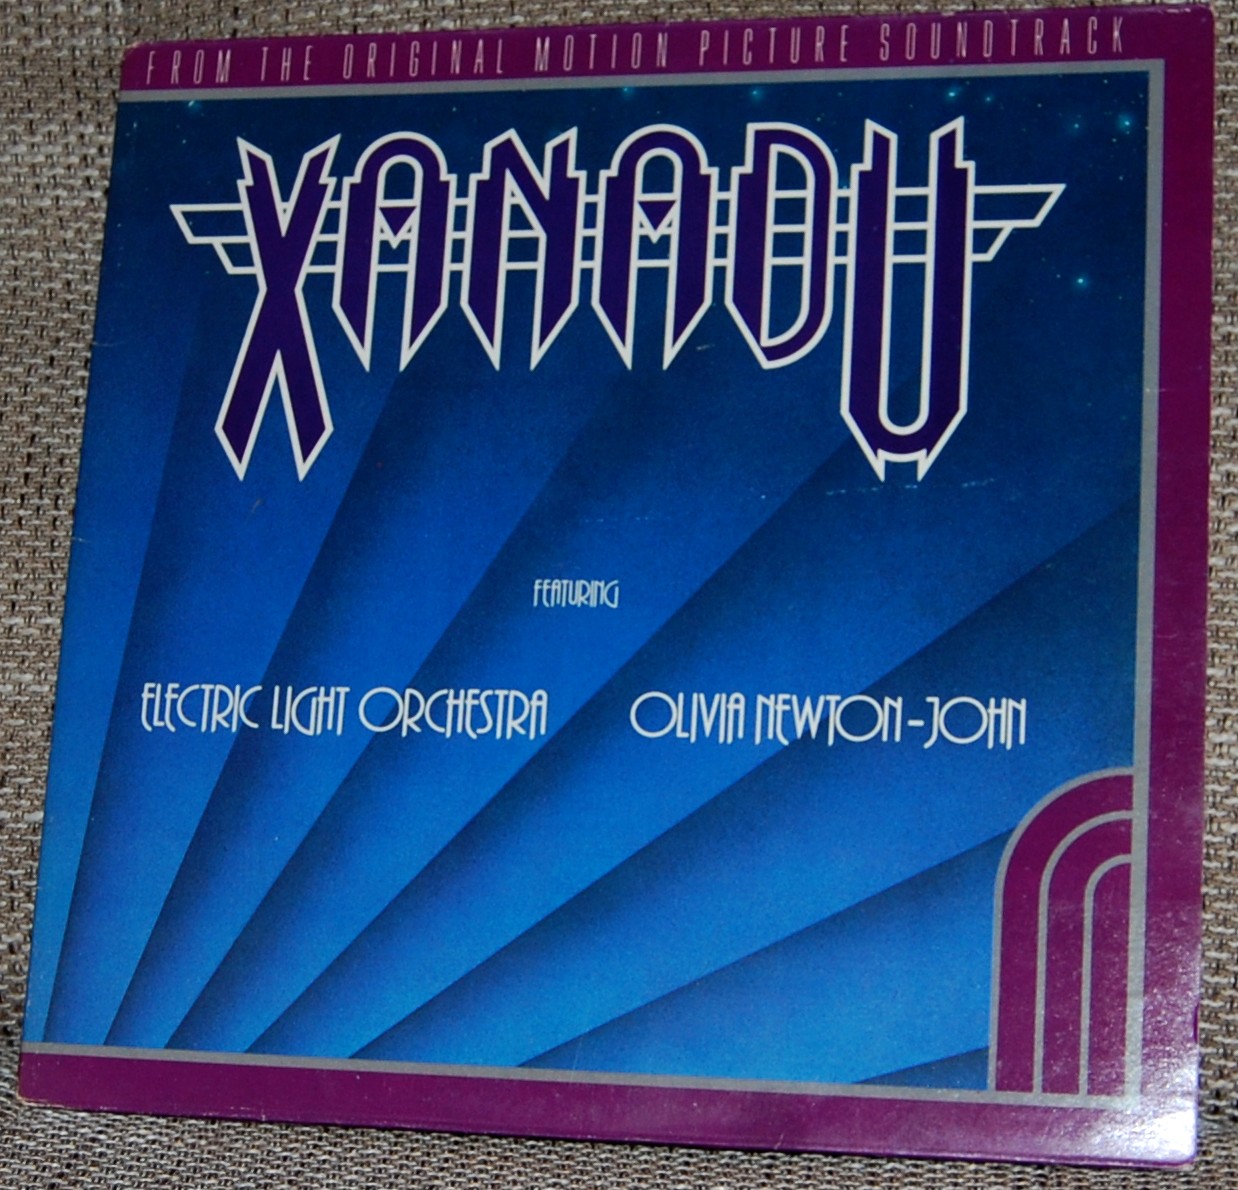 FROM THE ORIGINAL MOTION PICTURE SOUNDTRACK
XANADU
FEATURING
ELECTRIC LIGHT ORCHESTRA OLIVIA NEWTON-JOHN